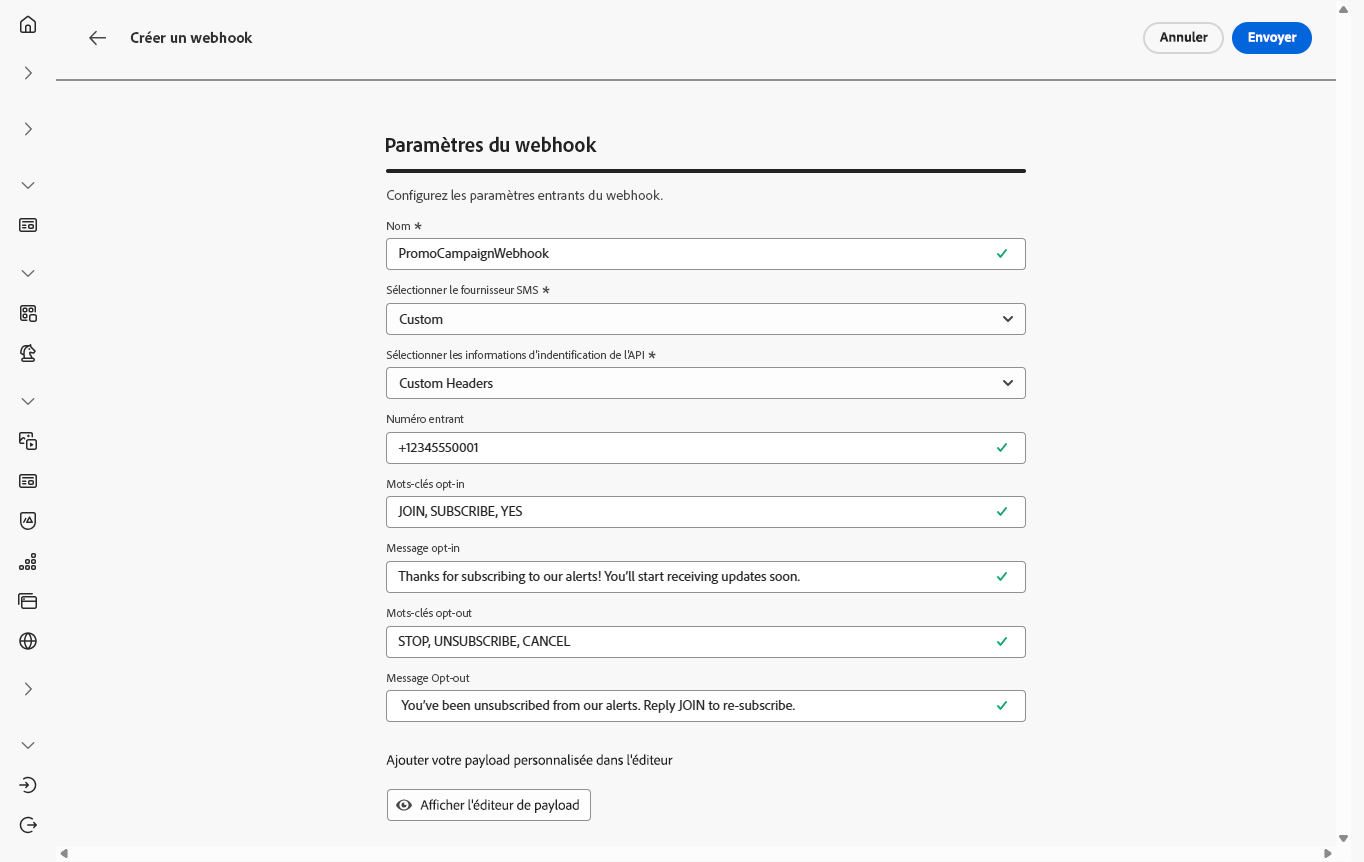 Créer un webhook
Annuler
Envoyer
Paramètres du webhook
Configurez les paramètres entrants du webhook.
Nom *
PromoCampaignWebhook
Sélectionner le fournisseur SMS *
Custom
Sélectionner les informations d'indentification de l'API *
Custom Headers
Numéro entrant
+12345550001
Mots-clés opt-in
JOIN, SUBSCRIBE, YES
Message opt-in
Thanks for subscribing to our alerts! You’ll start receiving updates soon.
Mots-clés opt-out
STOP, UNSUBSCRIBE, CANCEL
Message Opt-out
You’ve been unsubscribed from our alerts. Reply JOIN to re-subscribe.
Ajouter votre payload personnalisée dans l'éditeur
Afficher l'éditeur de payload